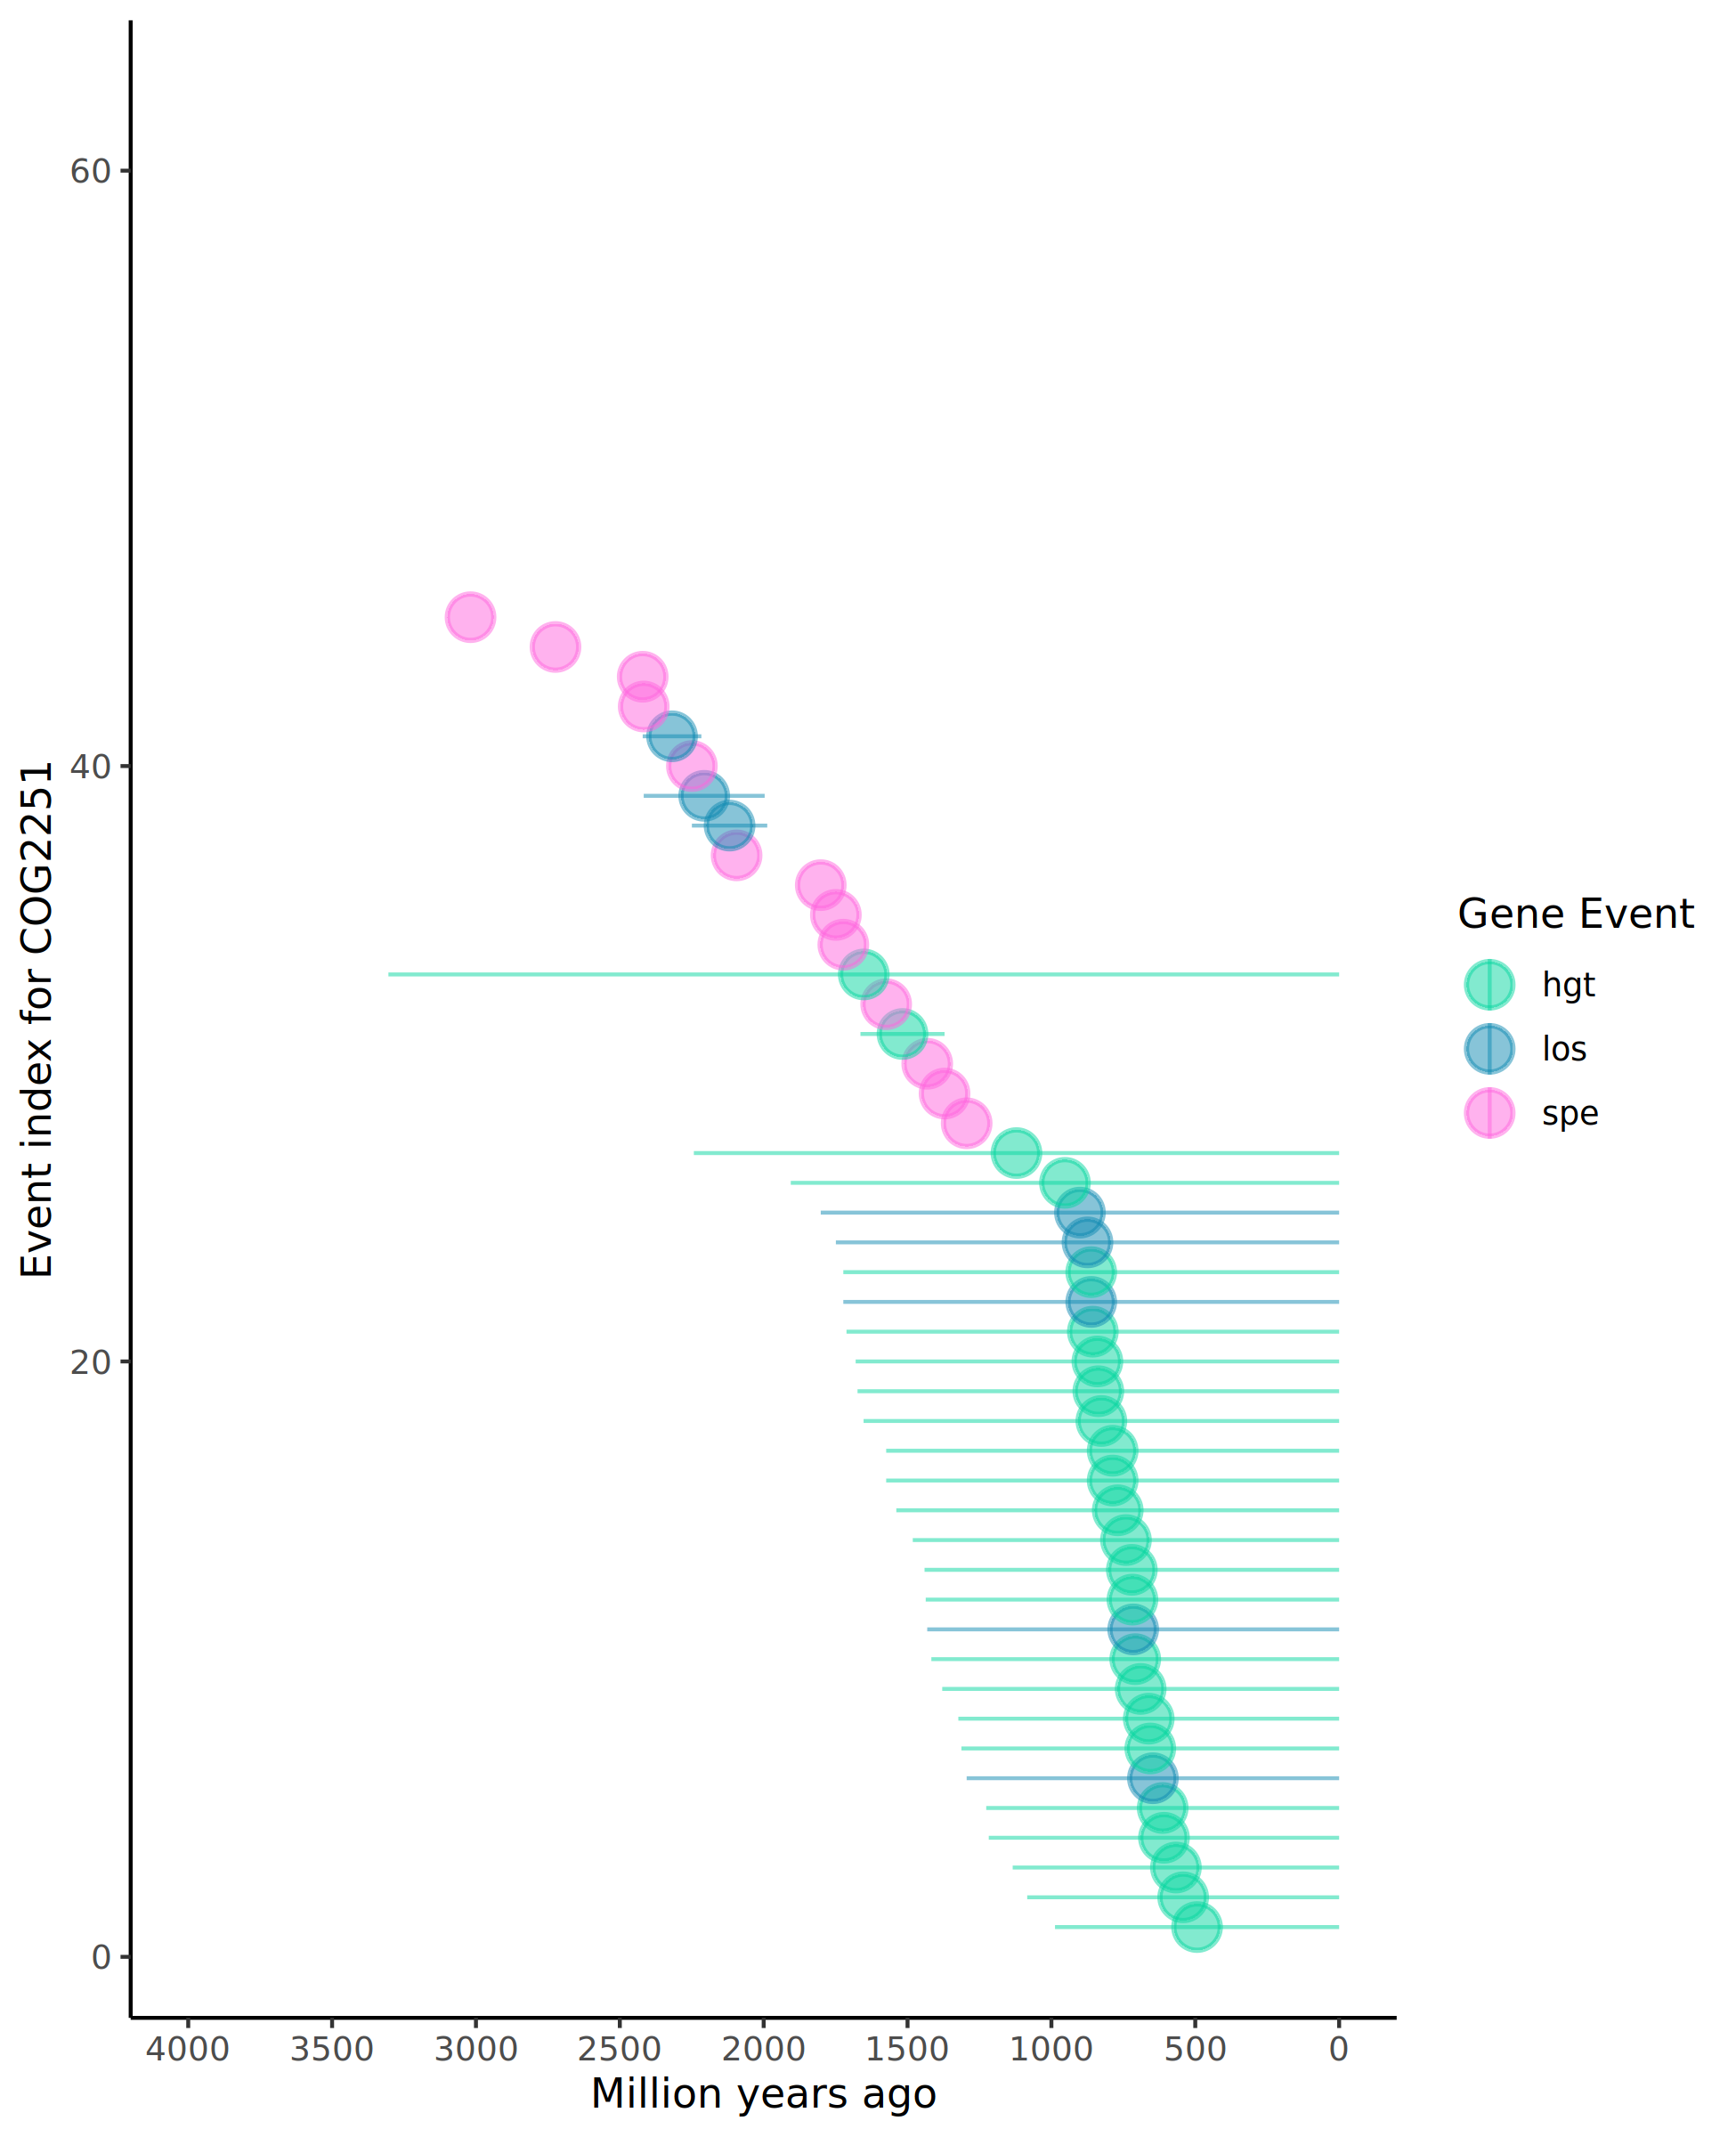 Event index for COG2251
60
40
20
0
4000 3500 3000 2500 2000 1500 1000 500 0
Million years ago
Gene Event
hgt
los
spe